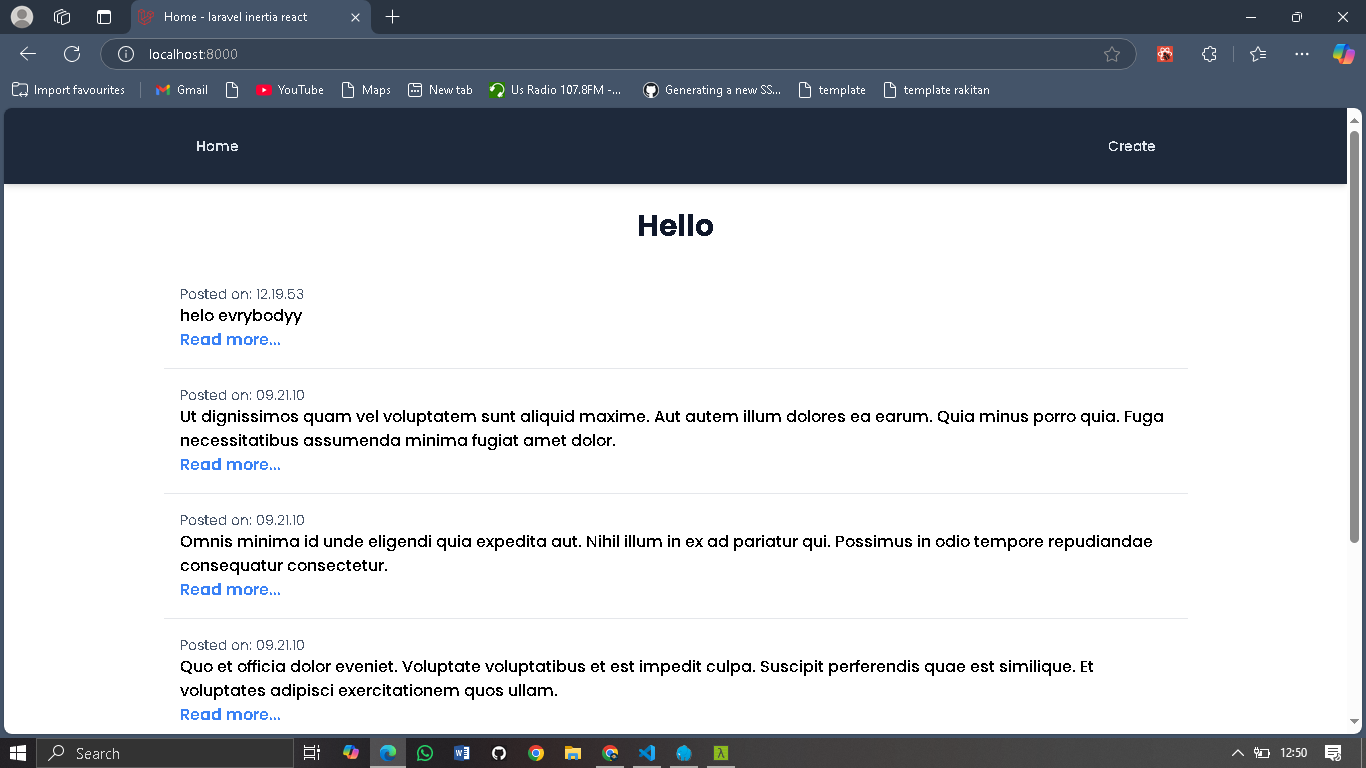 Home - laravel inertia react
localhost:8000
Import favourites
Gmail
YouTube
Maps
New tab
Us Radio 107.8FM -...
Generating a new SS...
template
template rakitan
Home
Create
Hello
Posted on: 12.19.53
helo evrybodyy
Read more...
Posted on: 09.21.10
Ut dignissimos quam vel voluptatem sunt aliquid maxime. Aut autem illum dolores ea earum. Quia minus porro quia. Fuga
necessitatibus assumenda minima fugiat amet dolor.
Read more...
Posted on: 09.21.10
Omnis minima id unde eligendi quia expedita aut. Nihil illum in ex ad pariatur qui. Possimus in odio tempore repudiandae
consequatur consectetur.
Read more...
Posted on: 09.21.10
Quo et officia dolor eveniet. Voluptate voluptatibus et est impedit culpa. Suscipit perferendis quae est similique. Et
voluptates adipisci exercitationem quos ullam.
Read more...
Search
12:50